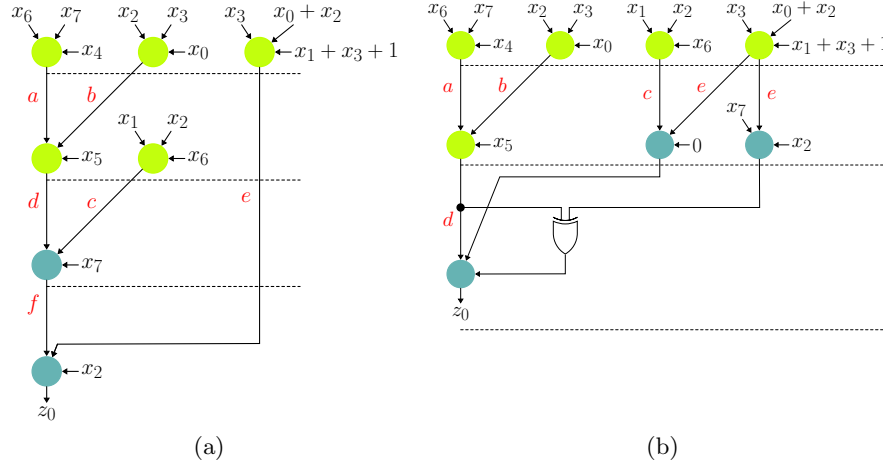 x₆ x₇ x₂ x₃ x₃ x₀ + x₂
x₄ x₀ x₁ + x₃ + 1
a b
x₁ x₂
x₅ x₆
d c e
x₇
f
x₂
z₀
(a)
x₆ x₇ x₂ x₃ x₁ x₂ x₃ x₀ + x₂
x₄ x₀ x₆ x₁ + x₃ + 1
a b c e e
x₇
x₅ 0 x₂
d
z₀
(b)